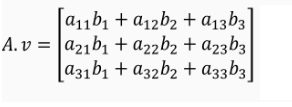 a₁₁b₁ + a₁₂b₂ + a₁₃b₃
A. v = [a₂₁b₁ + a₂₂b₂ + a₂₃b₃]
a₃₁b₁ + a₃₂b₂ + a₃₃b₃